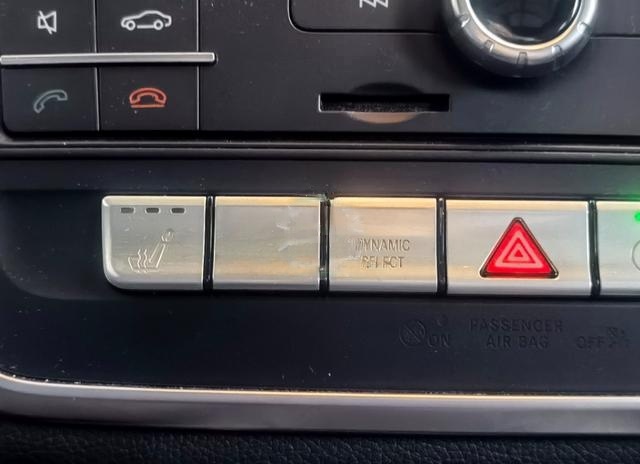 DYNAMIC
SELECT
PASSENGER
AIR BAG
ON
OFF